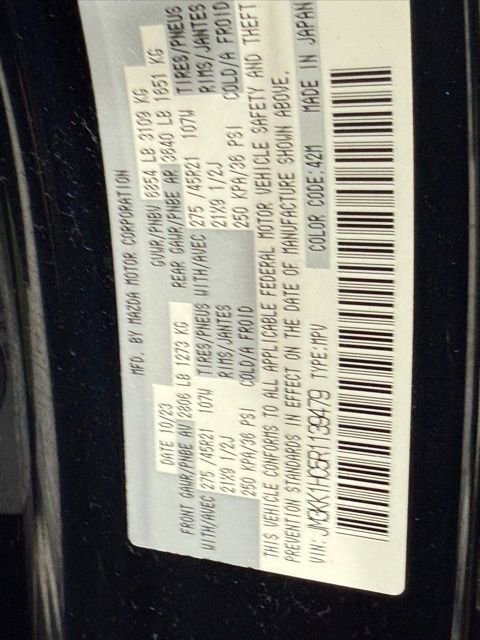 MFD. BY MAZDA MOTOR CORPORATION
DATE 10/23 GVWR/PNBV 6854 LB 3109 KG
FRONT GAWR/PNBE AV 2806 LB 1273 KG REAR GAWR/PNBE AR 3640 LB 1651 KG
WITH/AVEC 275 /45R21 107W TIRES/PNEUS WITH/AVEC 275 /45R21 107W TIRES/PNEUS
21X9 1/2J RIMS/JANTES 21X9 1/2J RIMS/JANTES
250 KPA/36 PSI COLD/A FROID 250 KPA/36 PSI COLD/A FROID
THIS VEHICLE CONFORMS TO ALL APPLICABLE FEDERAL MOTOR VEHICLE SAFETY AND THEFT
PREVENTION STANDARDS IN EFFECT ON THE DATE OF MANUFACTURE SHOWN ABOVE.
COLOR CODE:42M MADE IN JAPAN
VIN:JM3KK1HC5R1139479 TYPE:MPV